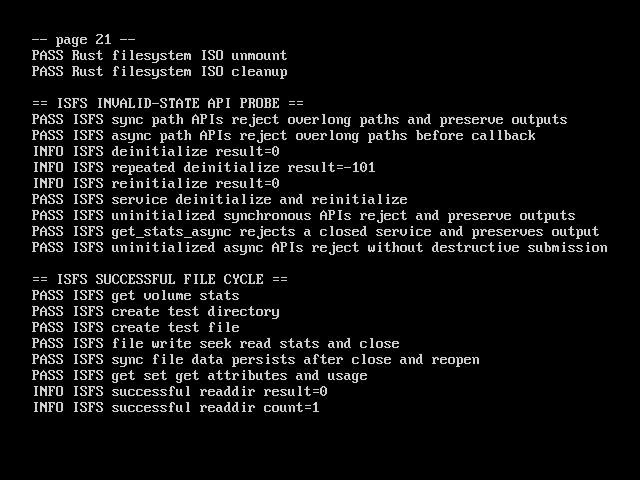 -- page 21 --
PASS Rust filesystem ISO unmount
PASS Rust filesystem ISO cleanup
== ISFS INVALID-STATE API PROBE ==
PASS ISFS sync path APIs reject overlong paths and preserve outputs
PASS ISFS async path APIs reject overlong paths before callback
INFO ISFS deinitialize result=0
INFO ISFS repeated deinitialize result=-101
INFO ISFS reinitialize result=0
PASS ISFS service deinitialize and reinitialize
PASS ISFS uninitialized synchronous APIs reject and preserve outputs
PASS ISFS get_stats_async rejects a closed service and preserves output
PASS ISFS uninitialized async APIs reject without destructive submission
== ISFS SUCCESSFUL FILE CYCLE ==
PASS ISFS get volume stats
PASS ISFS create test directory
PASS ISFS create test file
PASS ISFS file write seek read stats and close
PASS ISFS sync file data persists after close and reopen
PASS ISFS get set get attributes and usage
INFO ISFS successful readdir result=0
INFO ISFS successful readdir count=1